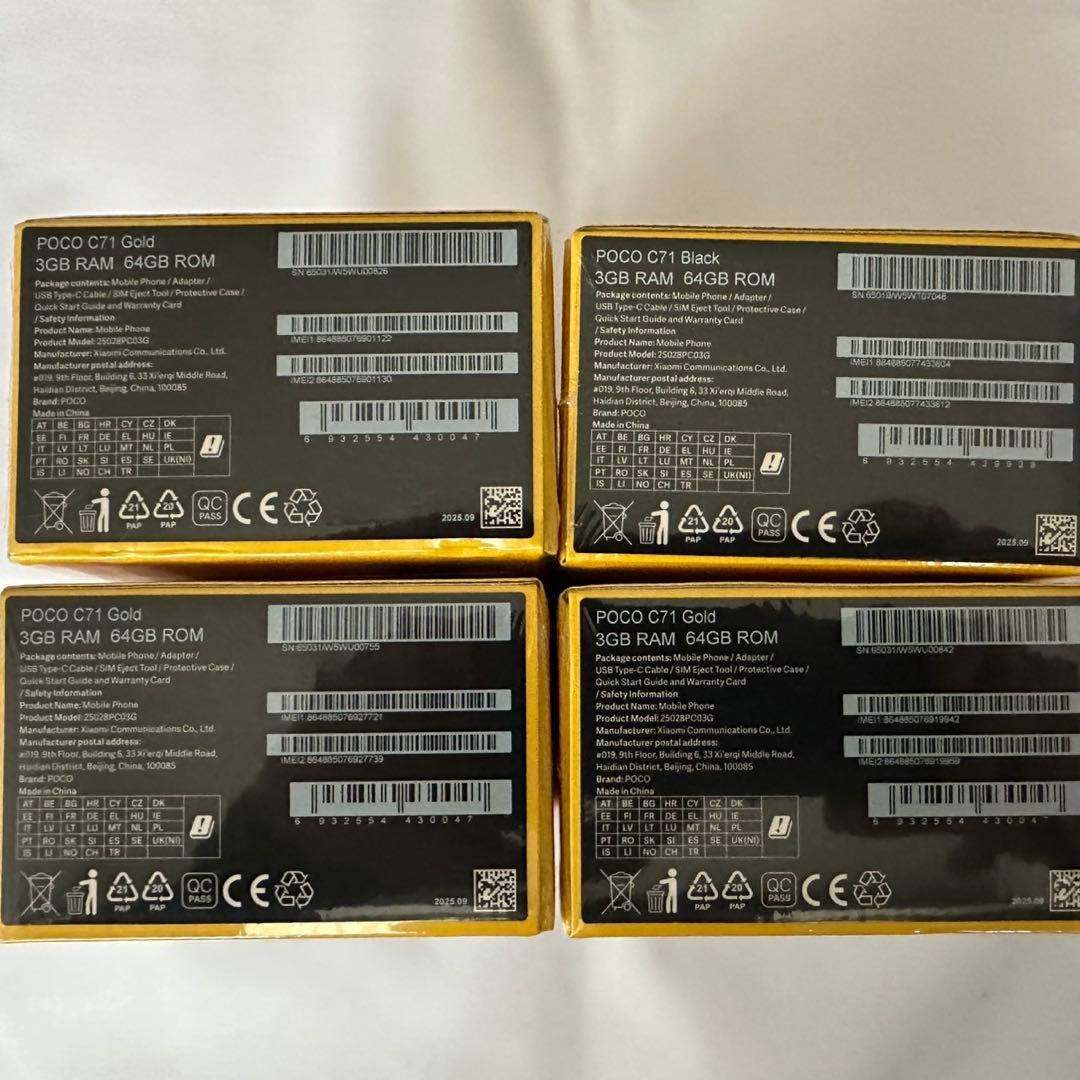 POCO C71 Gold
3GB RAM 64GB ROM
Package contents: Mobile Phone / Adapter /
USB Type-C Cable / SIM Eject Tool / Protective Case /
Quick Start Guide and Warranty Card
/ Safety Information
Product Name: Mobile Phone
Product Model: 25028PC03G
Manufacturer: Xiaomi Communications Co., Ltd.
Manufacturer postal address:
#019, 9th Floor, Building 6, 33 Xi'erqi Middle Road,
Haidian District, Beijing, China, 100085
Brand: POCO
Made in China
AT BE BG HR CY CZ DK
EE FI FR DE EL HU IE
IT LV LT LU MT NL PL
PT RO SK SI ES SE UK(NI)
IS LI NO CH TR
SN:65031/W5WU00826
IMEI1:864885076901122
IMEI2:864885076901130
6 932554 430047
21 PAP
20 PAP
QC PASS
CE
2025.09
POCO C71 Black
3GB RAM 64GB ROM
Package contents: Mobile Phone / Adapter /
USB Type-C Cable / SIM Eject Tool / Protective Case /
Quick Start Guide and Warranty Card
/ Safety Information
Product Name: Mobile Phone
Product Model: 25028PC03G
Manufacturer: Xiaomi Communications Co., Ltd.
Manufacturer postal address:
#019, 9th Floor, Building 6, 33 Xi'erqi Middle Road,
Haidian District, Beijing, China, 100085
Brand: POCO
Made in China
AT BE BG HR CY CZ DK
EE FI FR DE EL HU IE
IT LV LT LU MT NL PL
PT RO SK SI ES SE UK(NI)
IS LI NO CH TR
IMEI1:864885077433804
IMEI2:864885077433812
6 932554 429928
21 PAP
20 PAP
QC PASS
CE
2025.09
POCO C71 Gold
3GB RAM 64GB ROM
Package contents: Mobile Phone / Adapter /
USB Type-C Cable / SIM Eject Tool / Protective Case /
Quick Start Guide and Warranty Card
/ Safety Information
Product Name: Mobile Phone
Product Model: 25028PC03G
Manufacturer: Xiaomi Communications Co., Ltd.
Manufacturer postal address:
#019, 9th Floor, Building 6, 33 Xi'erqi Middle Road,
Haidian District, Beijing, China, 100085
Brand: POCO
Made in China
AT BE BG HR CY CZ DK
EE FI FR DE EL HU IE
IT LV LT LU MT NL PL
PT RO SK SI ES SE UK(NI)
IS LI NO CH TR
SN:65031/W5WU00755
IMEI1:864885076927721
IMEI2:864885076927739
6 932554 430047
21 PAP
20 PAP
QC PASS
CE
2025.09
POCO C71 Gold
3GB RAM 64GB ROM
Package contents: Mobile Phone / Adapter /
USB Type-C Cable / SIM Eject Tool / Protective Case /
Quick Start Guide and Warranty Card
/ Safety Information
Product Name: Mobile Phone
Product Model: 25028PC03G
Manufacturer: Xiaomi Communications Co., Ltd.
Manufacturer postal address:
#019, 9th Floor, Building 6, 33 Xi'erqi Middle Road,
Haidian District, Beijing, China, 100085
Brand: POCO
Made in China
AT BE BG HR CY CZ DK
EE FI FR DE EL HU IE
IT LV LT LU MT NL PL
PT RO SK SI ES SE UK(NI)
IS LI NO CH TR
SN:65031/W5WU00842
IMEI1:864885076919942
IMEI2:864885076919959
6 932554 430047
21 PAP
20 PAP
QC PASS
CE
2025.09